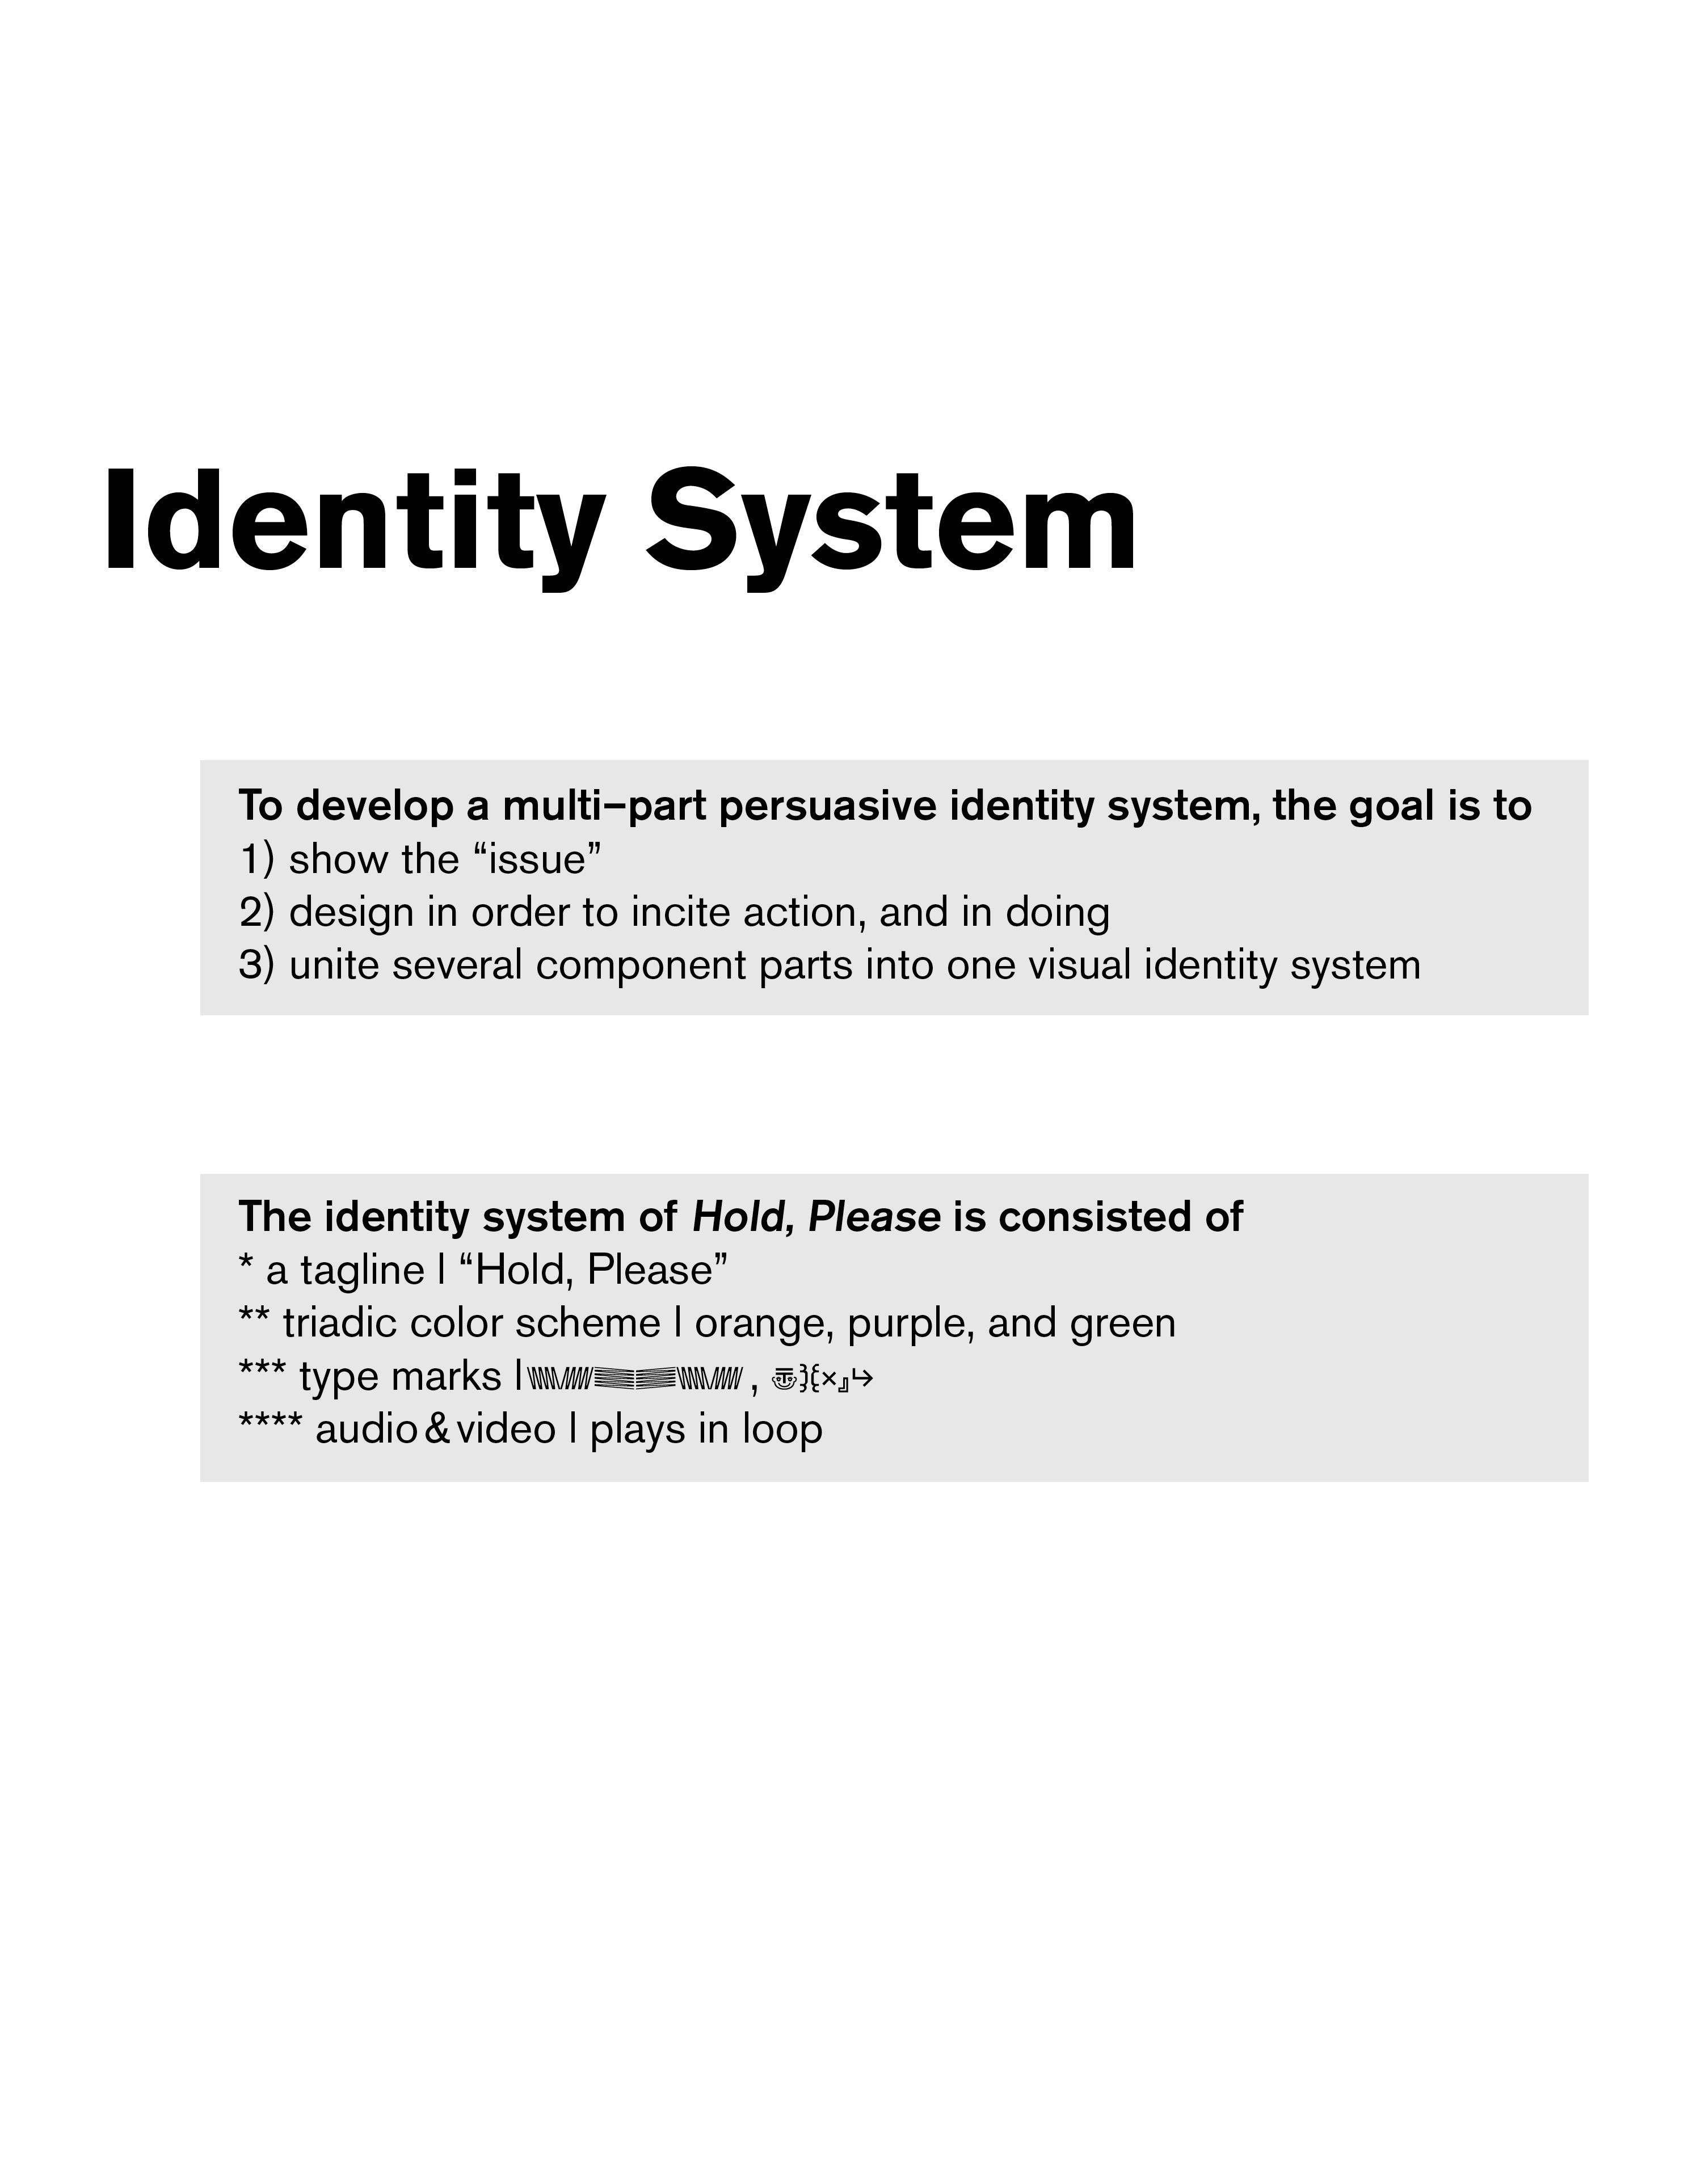 Identity System
To develop a multi–part persuasive identity system, the goal is to
1) show the “issue”
2) design in order to incite action, and in doing
3) unite several component parts into one visual identity system
The identity system of Hold, Please is consisted of
* a tagline | “Hold, Please”
** triadic color scheme | orange, purple, and green
*** type marks | ,
**** audio & video | plays in loop